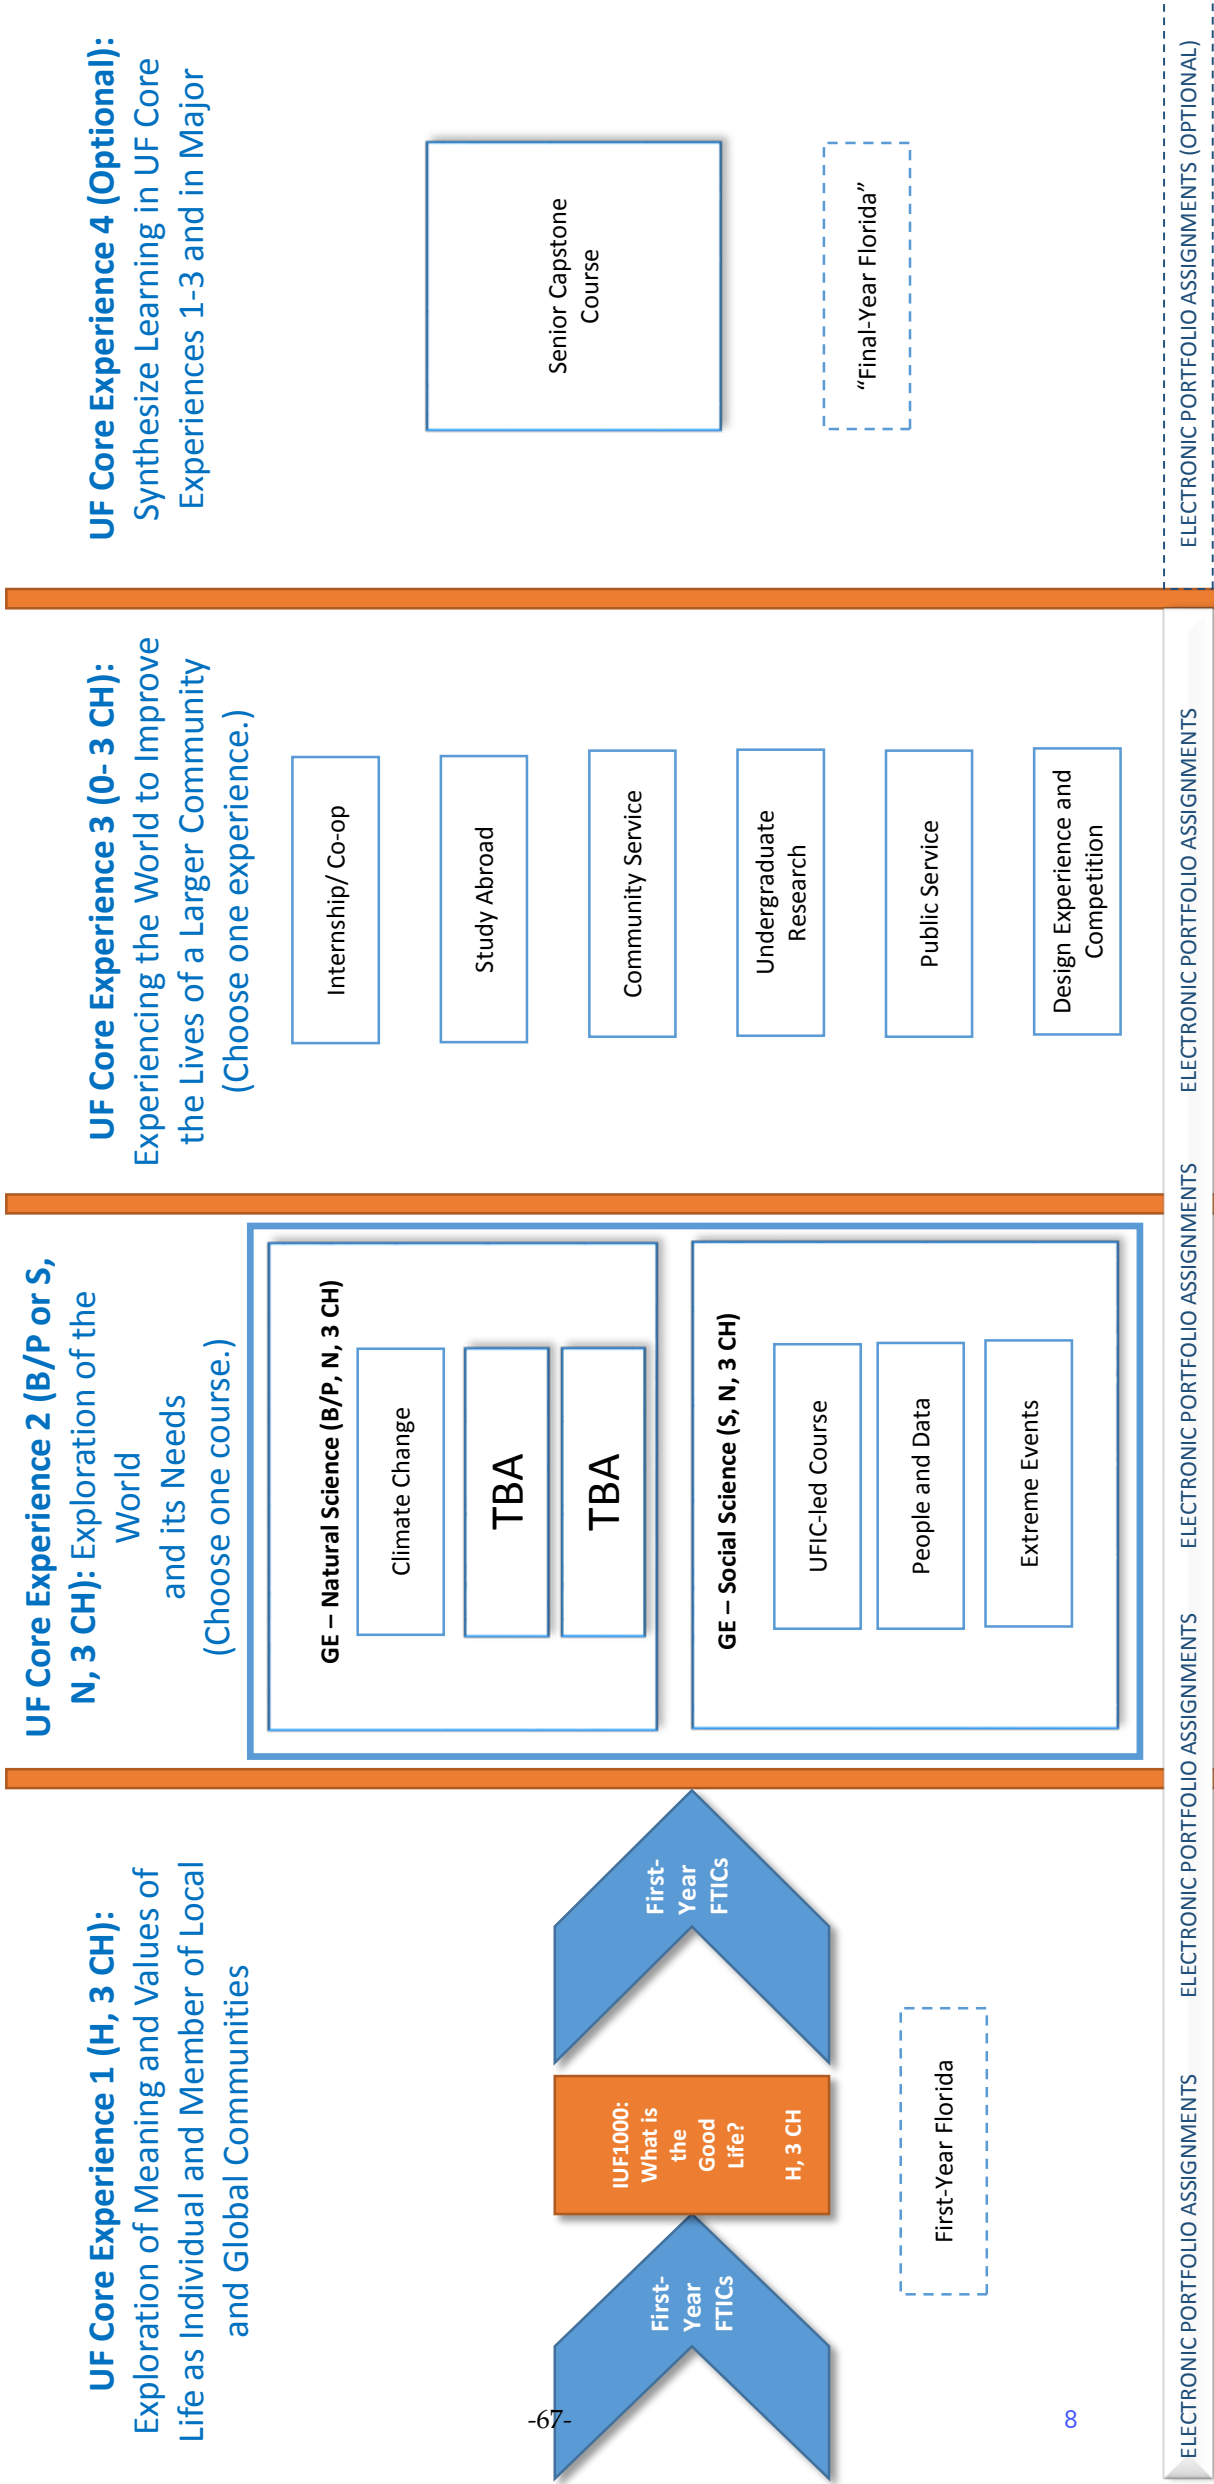 UF Core Experience 1 (H, 3 CH):
Exploration of Meaning and Values of
Life as Individual and Member of Local
and Global Communities
First-
Year
FTICs
IUF1000:
What is
the
Good
Life?
H, 3 CH
First-
Year
FTICs
First-Year Florida
UF Core Experience 2 (B/P or S,
N, 3 CH): Exploration of the
World
and its Needs
(Choose one course.)
GE – Natural Science (B/P, N, 3 CH)
Climate Change
TBA
TBA
GE – Social Science (S, N, 3 CH)
UFIC-led Course
People and Data
Extreme Events
UF Core Experience 3 (0- 3 CH):
Experiencing the World to Improve
the Lives of a Larger Community
(Choose one experience.)
Internship/ Co-op
Study Abroad
Community Service
Undergraduate
Research
Public Service
Design Experience and
Competition
UF Core Experience 4 (Optional):
Synthesize Learning in UF Core
Experiences 1-3 and in Major
Senior Capstone
Course
“Final-Year Florida”
ELECTRONIC PORTFOLIO ASSIGNMENTS ELECTRONIC PORTFOLIO ASSIGNMENTS ELECTRONIC PORTFOLIO ASSIGNMENTS ELECTRONIC PORTFOLIO ASSIGNMENTS
ELECTRONIC PORTFOLIO ASSIGNMENTS (OPTIONAL)
-67-
8